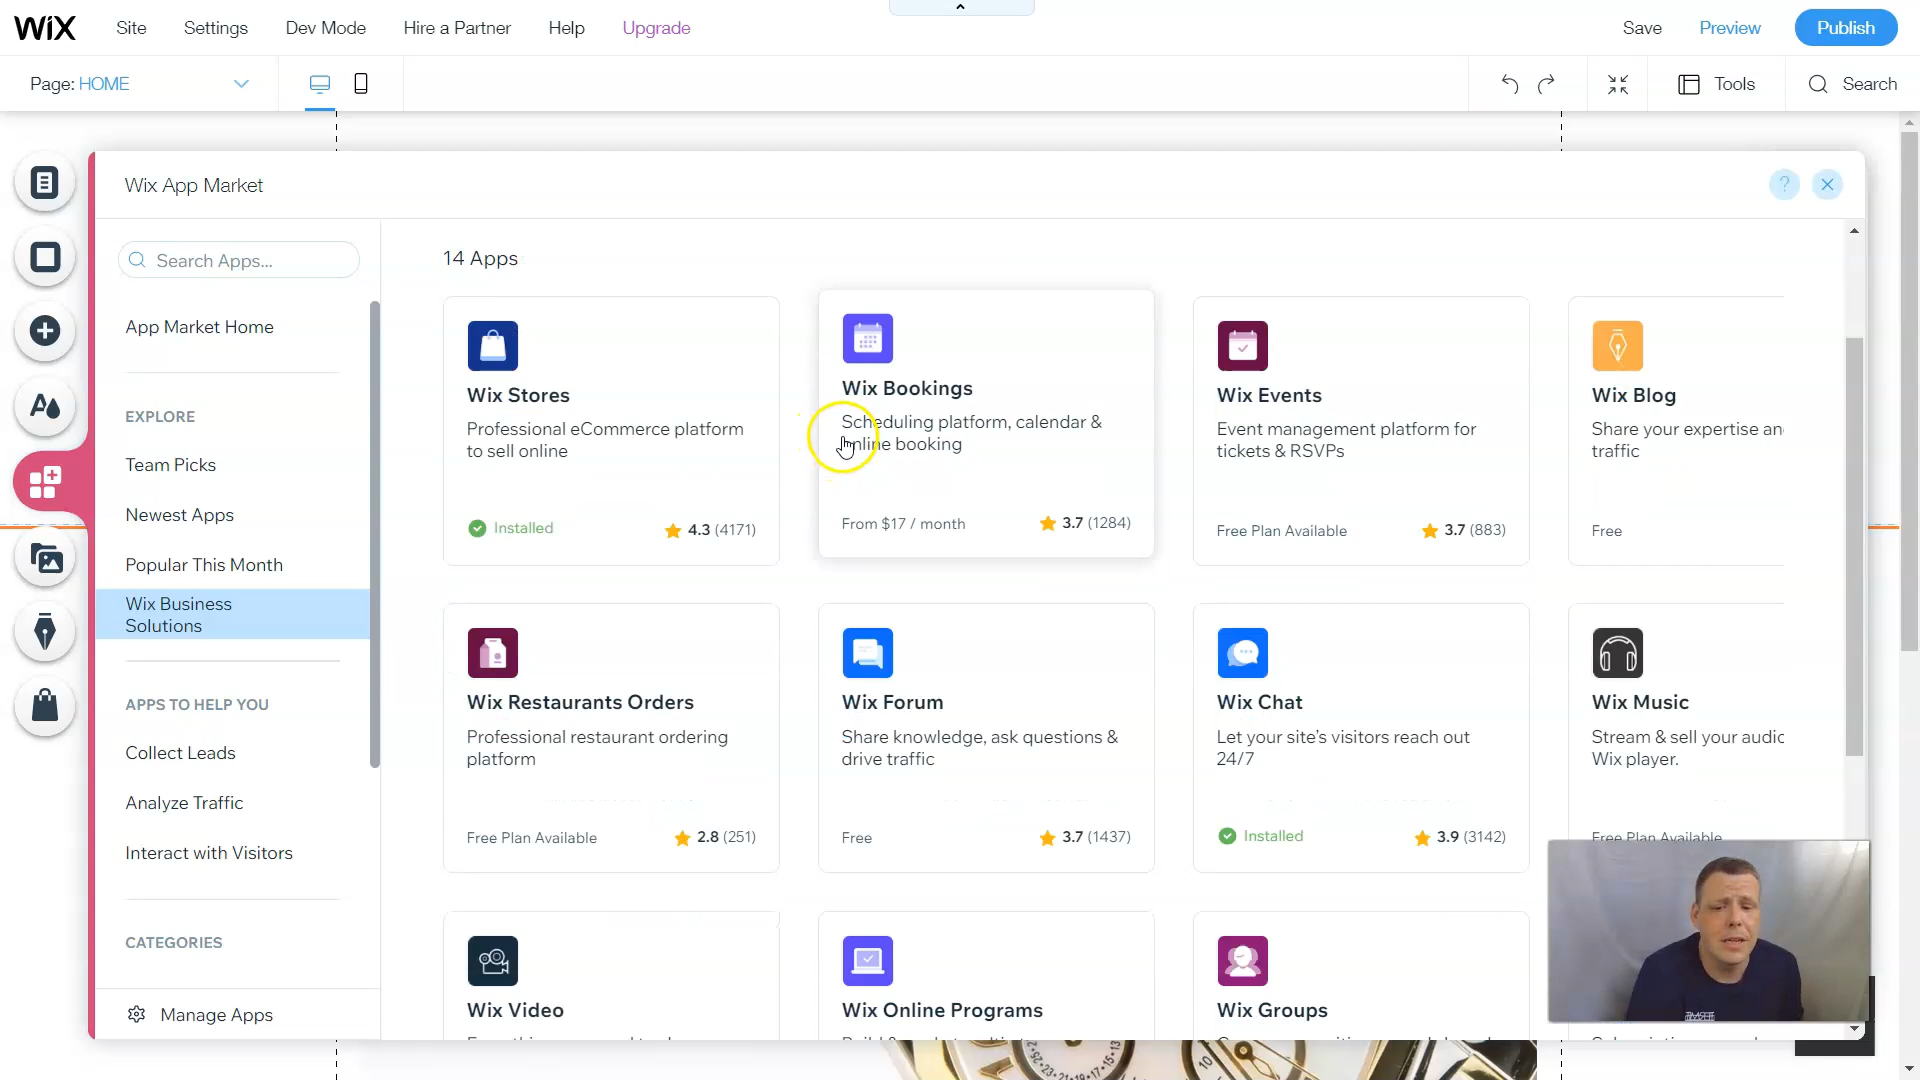 WiX
Site
Settings
Dev Mode
Hire a Partner
Help
Upgrade
Save
Preview
Publish
Page: HOME
Tools
Search
Wix App Market
?
Search Apps...
App Market Home
EXPLORE
Team Picks
Newest Apps
Popular This Month
Wix Business
Solutions
APPS TO HELP YOU
Collect Leads
Analyze Traffic
Interact with Visitors
CATEGORIES
Manage Apps
14 Apps
Wix Stores
Professional eCommerce platform
to sell online
Installed
4.3 (4171)
Wix Bookings
Scheduling platform, calendar &
online booking
From $17 / month
3.7 (1284)
Wix Events
Event management platform for
tickets & RSVPs
Free Plan Available
3.7 (883)
Wix Blog
Share your expertise an
traffic
Free
Wix Restaurants Orders
Professional restaurant ordering
platform
Free Plan Available
2.8 (251)
Wix Forum
Share knowledge, ask questions &
drive traffic
Free
3.7 (1437)
Wix Chat
Let your site's visitors reach out
24/7
Installed
3.9 (3142)
Wix Music
Stream & sell your audio
Wix player.
Free Plan Available
Wix Video
Wix Online Programs
Wix Groups